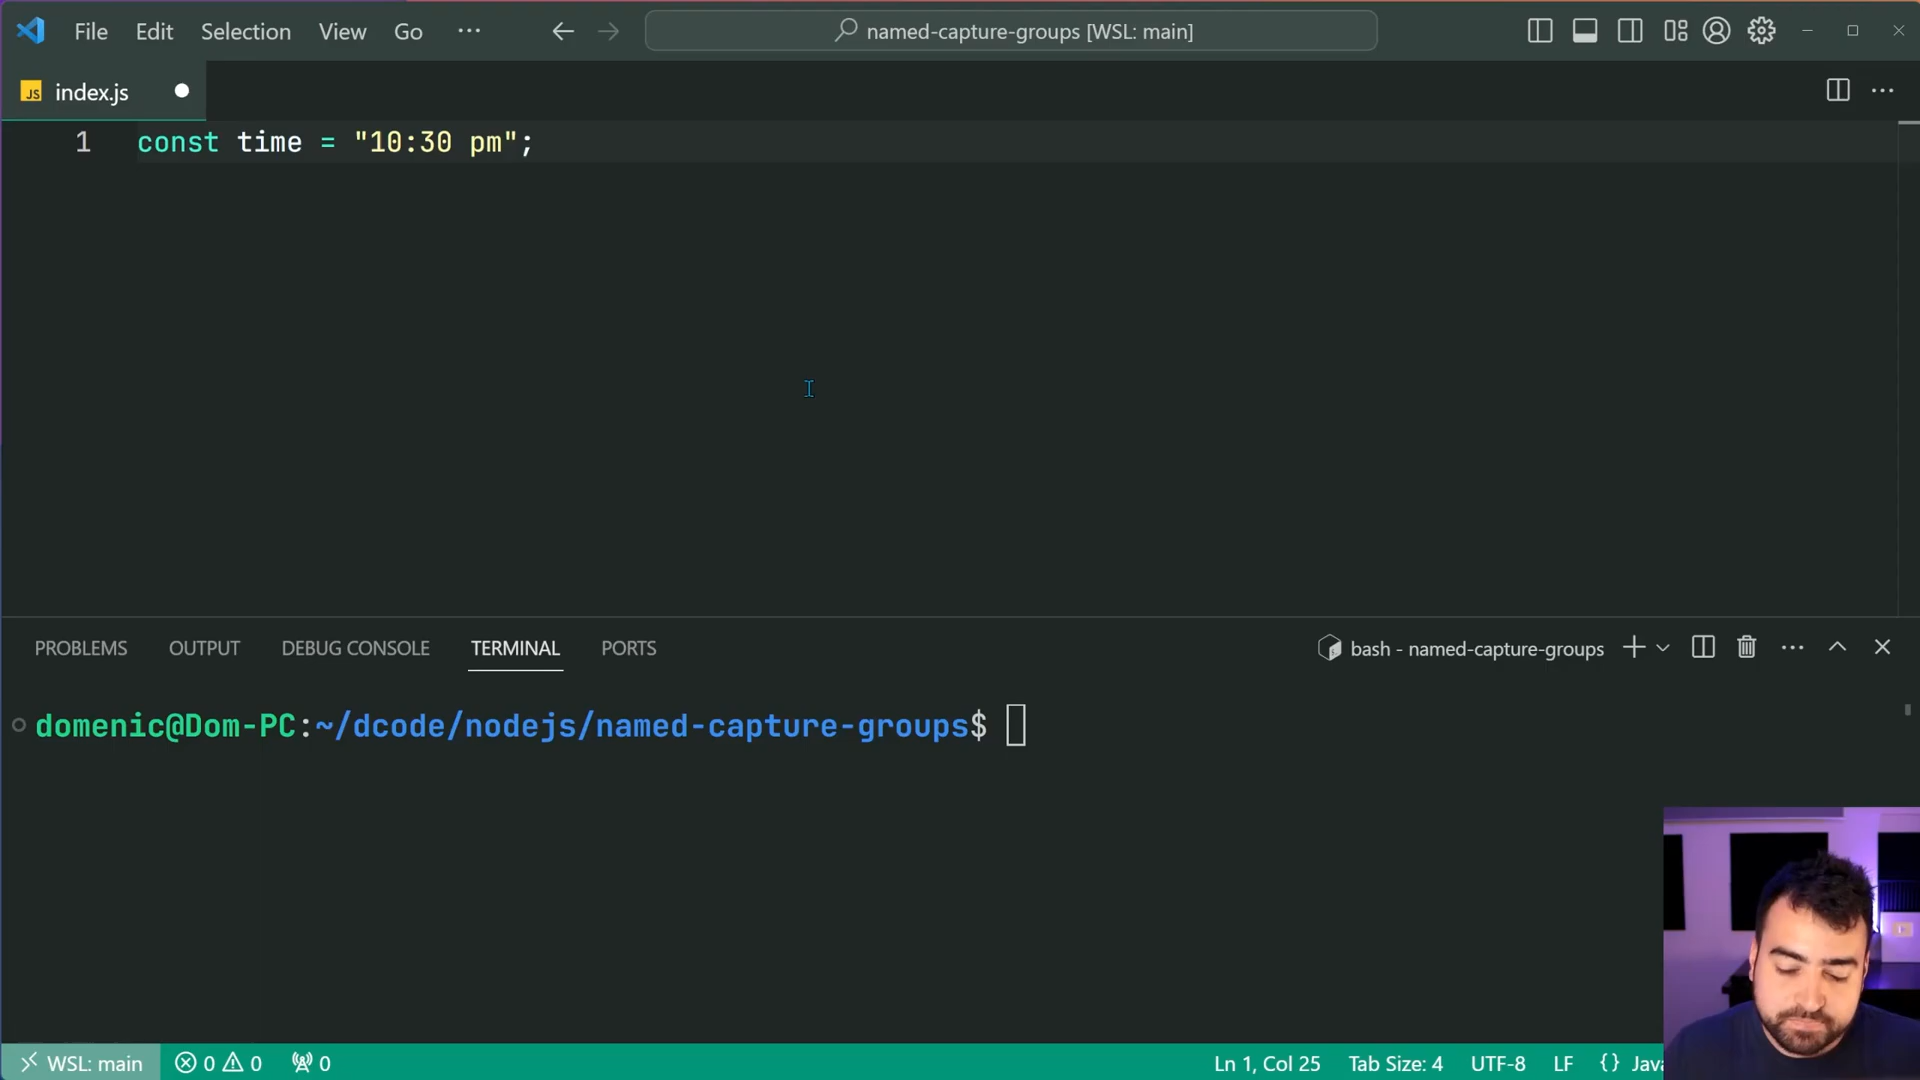 File Edit Selection View Go ··· named-capture-groups [WSL: main]
JS index.js
1 const time = "10:30 pm";
PROBLEMS OUTPUT DEBUG CONSOLE TERMINAL PORTS bash - named-capture-groups
domenic@Dom-PC:~/dcode/nodejs/named-capture-groups$
WSL: main 0 0 0 Ln 1, Col 25 Tab Size: 4 UTF-8 LF {} Java